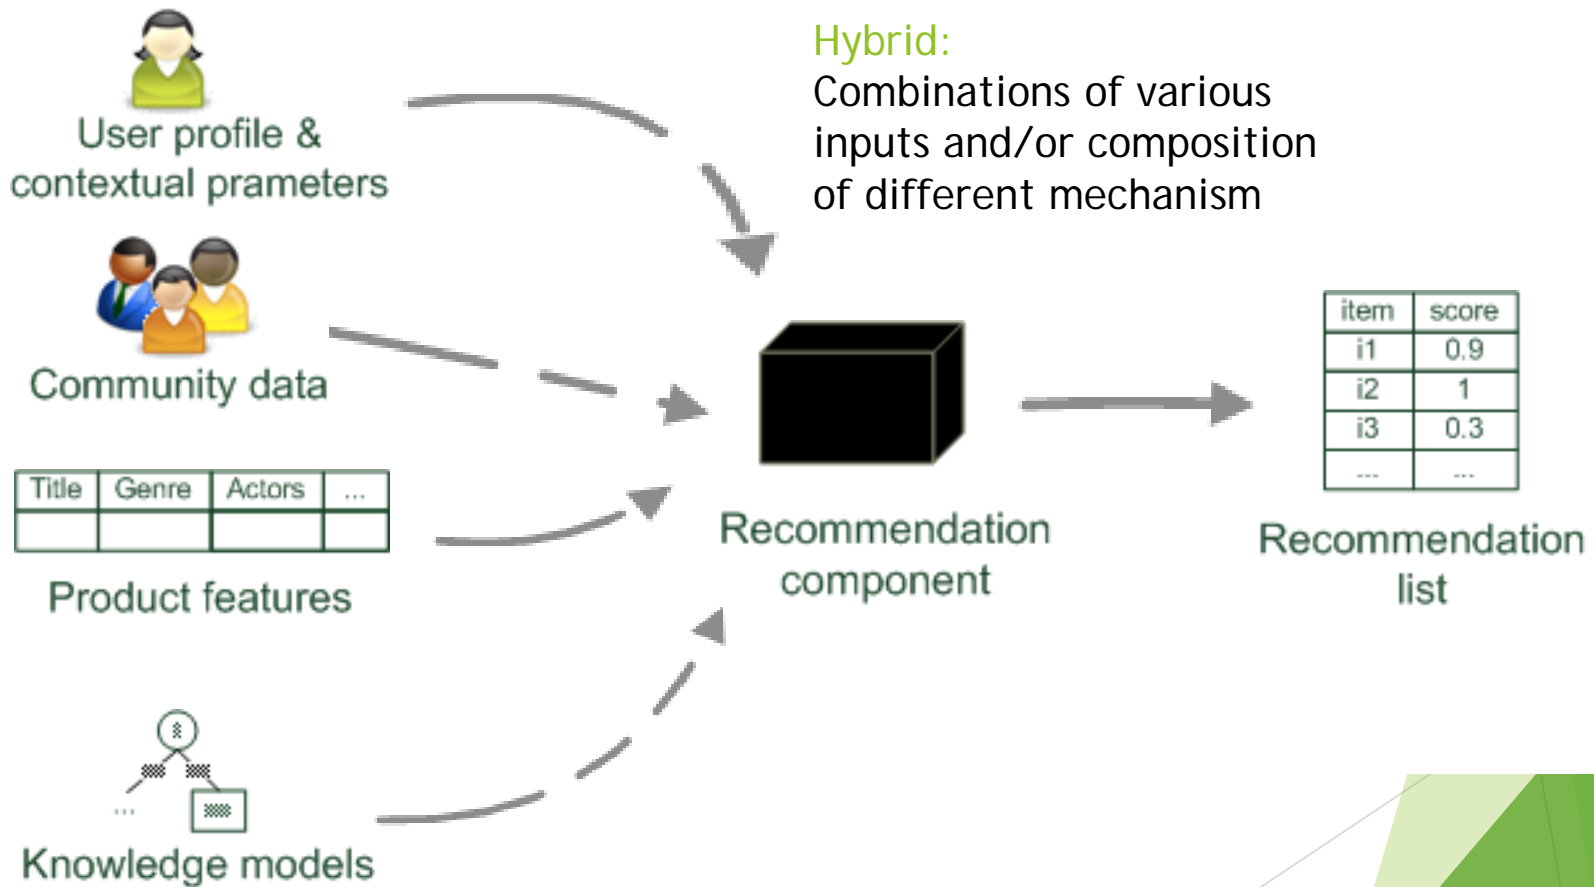 User profile &
contextual prameters
Hybrid:
Combinations of various
inputs and/or composition
of different mechanism
Community data
Title Genre Actors ...
Product features
... 
Knowledge models
Recommendation
component
item score
i1 0.9
i2 1
i3 0.3
... ...
Recommendation
list